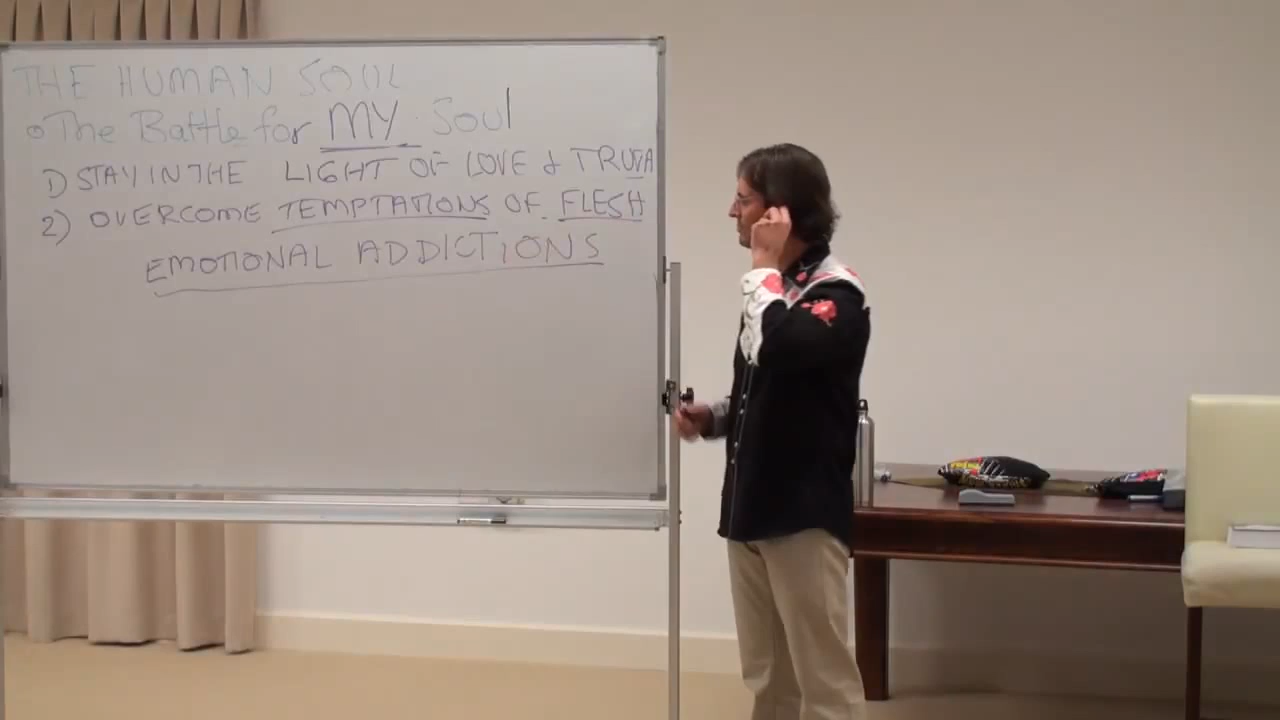 THE HUMAN SOUL
o The Battle for MY Soul
1) STAY IN THE LIGHT OF LOVE & TRUTH
2) OVERCOME TEMPTATIONS OF FLESH
EMOTIONAL ADDICTIONS